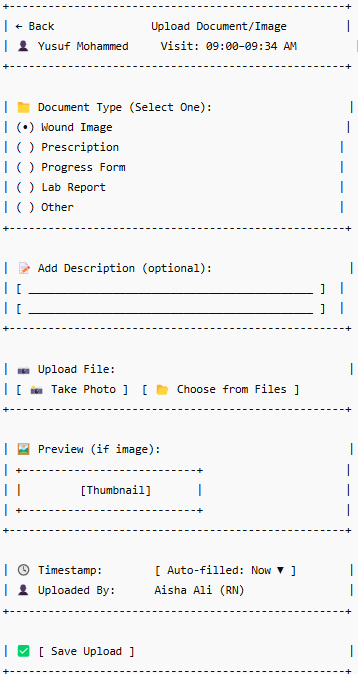 +----------------------------------------------------+
| ← Back               Upload Document/Image         |
| 👤 Yusuf Mohammed     Visit: 09:00–09:34 AM         |
+----------------------------------------------------+
| 📁 Document Type (Select One):                     |
| (•) Wound Image                                    |
| ( ) Prescription                                   |
| ( ) Progress Form                                  |
| ( ) Lab Report                                     |
| ( ) Other                                          |
+----------------------------------------------------+
| 📝 Add Description (optional):                     |
| [ ____________________________________________ ]  |
| [ ____________________________________________ ]  |
+----------------------------------------------------+
| 📷 Upload File:                                    |
| [ 📸 Take Photo ]  [ 📁 Choose from Files ]
+----------------------------------------------------+
| 🖼️ Preview (if image):                             |
| +---------------------------+                      |
| |         [Thumbnail]       |                      |
| +---------------------------+                      |
+----------------------------------------------------+
| 🕒 Timestamp:        [ Auto-filled: Now ▼ ]        |
| 👤 Uploaded By:      Aisha Ali (RN)                |
+----------------------------------------------------+
| ✅ [ Save Upload ]                                 |
+----------------------------------------------------+